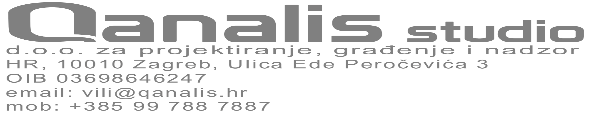 Qanalis studio
d.o.o. za projektiranje, građenje i nadzor
HR, 10010 Zagreb, Ulica Ede Peročevića 3
OIB 03698646247
email: vili@qanalis.hr
mob: +385 99 788 7887